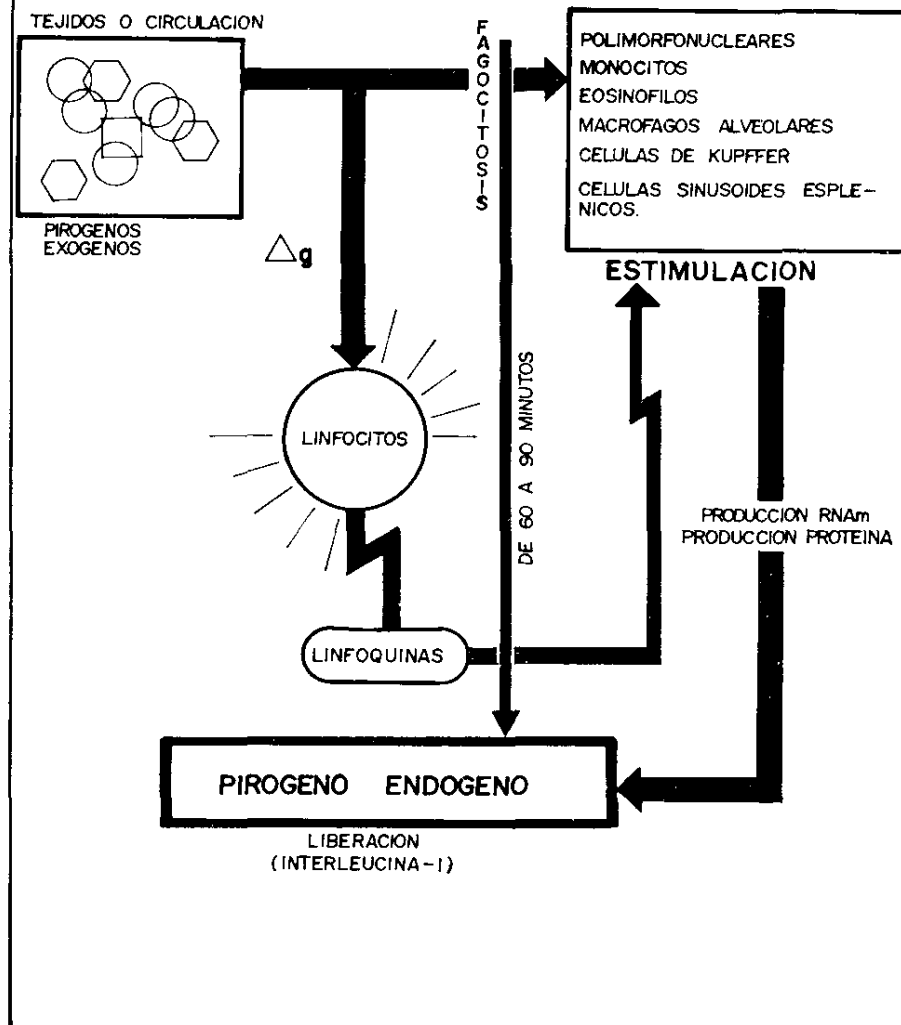 TEJIDOS O CIRCULACION
PIROGENOS
EXOGENOS
FAGOCITOSIS
POLIMORFONUCLEARES
MONOCITOS
EOSINOFILOS
MACROFAGOS ALVEOLARES
CELULAS DE KUPFFER
CELULAS SINUSOIDES ESPLE-
NICOS.
ESTIMULACION
△g
LINFOCITOS
DE 60 A 90 MINUTOS
PRODUCCION RNAm
PRODUCCION PROTEINA
LINFOQUINAS
PIROGENO ENDOGENO
LIBERACION
(INTERLEUCINA-I)